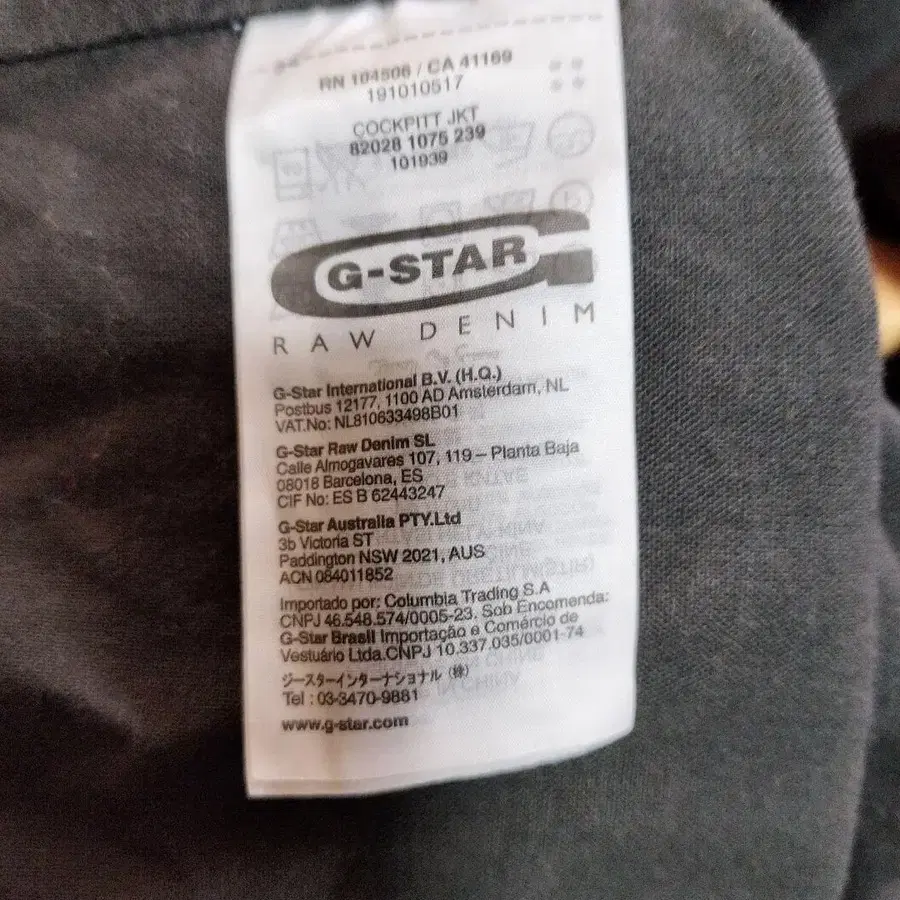 RN 104506 / CA 41169
191010517
COCKPITT JKT
82028 1075 239
101939
G-STAR
RAW DENIM
G-Star International B.V. (H.Q.)
Postbus 12177, 1100 AD Amsterdam, NL
VAT.No: NL810633498B01
G-Star Raw Denim SL
Calle Almogavares 107, 119 – Planta Baja
08018 Barcelona, ES
CIF No: ES B 62443247
G-Star Australia PTY.Ltd
3b Victoria ST
Paddington NSW 2021, AUS
ACN 084011852
Importado por: Columbia Trading S.A
CNPJ 46.548.574/0005-23, Sob Encomenda:
G-Star Brasil Importação e Comércio de
Vestuário Ltda.CNPJ 10.337.035/0001-74
ジースターインターナショナル (株)
Tel : 03-3470-9881
www.g-star.com